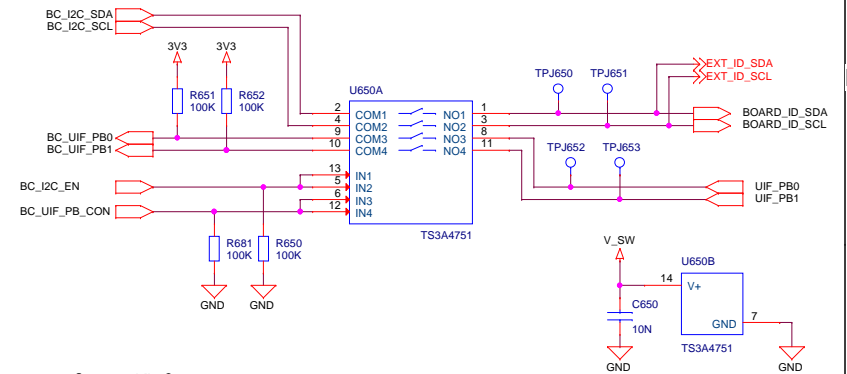 BC_I2C_SDA
BC_I2C_SCL
3V3 3V3
R651
100K
R652
100K
BC_UIF_PB0
BC_UIF_PB1
BC_I2C_EN
BC_UIF_PB_CON
R681
100K
R650
100K
GND GND
U650A
2 COM1 NO1 1
4 COM2 NO2 3
9 COM3 NO3 8
10 COM4 NO4 11
13 IN1
5 IN2
6 IN3
12 IN4
TS3A4751
TPJ650 TPJ651
EXT_ID_SDA
EXT_ID_SCL
BOARD_ID_SDA
BOARD_ID_SCL
TPJ652 TPJ653
UIF_PB0
UIF_PB1
V_SW
U650B
14 V+
C650
10N
GND 7
TS3A4751
GND GND